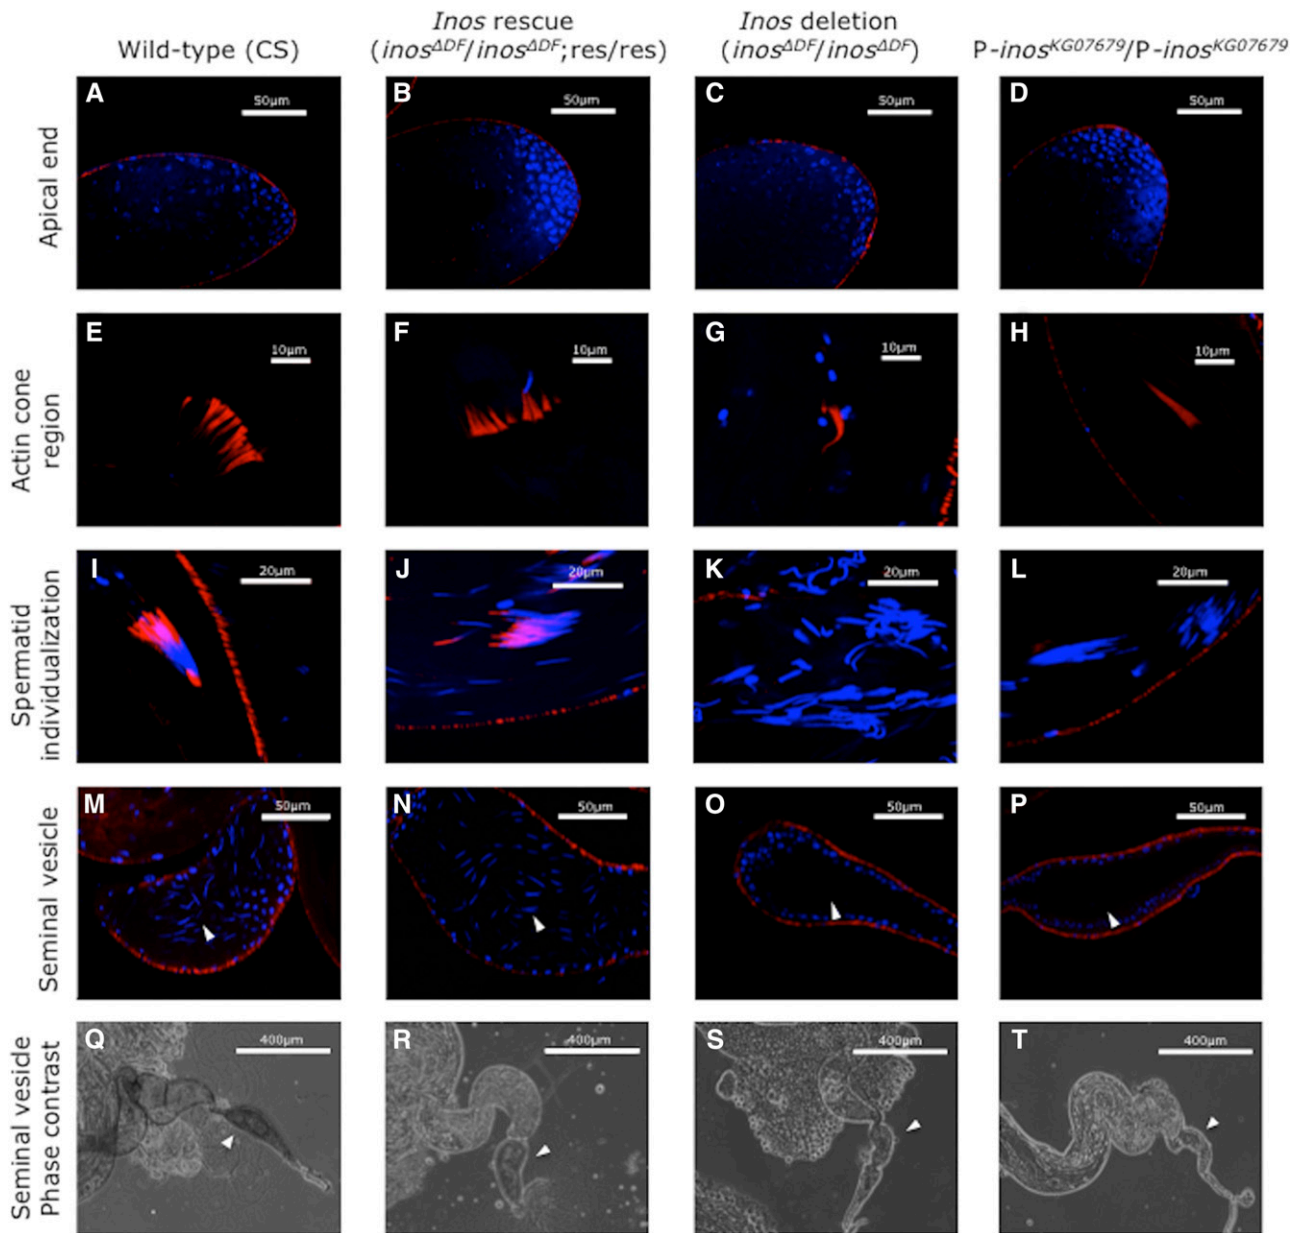 Wild-type (CS)
Inos rescue
(inosΔDF/inosΔDF;res/res)
Inos deletion
(inosΔDF/inosΔDF)
P-inosKG07679/P-inosKG07679
Apical end
A
50µm
B
50µm
C
50µm
D
50µm
Actin cone
region
E
10µm
F
10µm
G
10µm
H
10µm
Spermatid
individualization
I
20µm
J
20µm
K
20µm
L
20µm
Seminal vesicle
M
50µm
N
50µm
O
50µm
P
50µm
Seminal veside
Phase contrast
Q
400µm
R
400µm
S
400µm
T
400µm